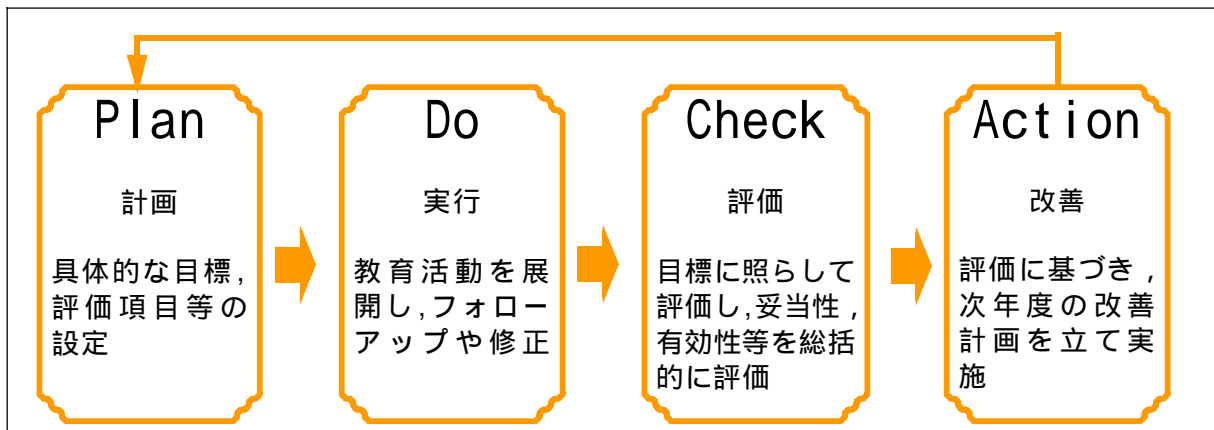 Plan
計画
具体的な目標,
評価項目等の
設定
Do
実行
教育活動を展
開し,フォロー
アップや修正
Check
評価
目標に照らして
評価し,妥当性,
有効性等を総括
的に評価
Action
改善
評価に基づき,
次年度の改善
計画を立て実
施